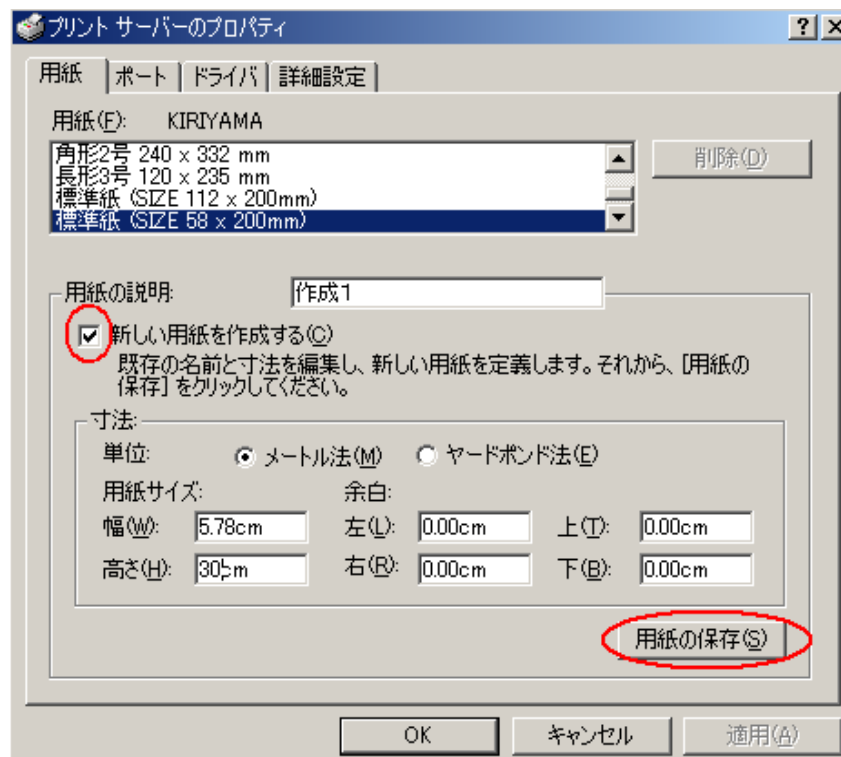 プリント サーバーのプロパティ
用紙 ポート ドライバ 詳細設定
用紙(F): KIRIYAMA
角形2号 240 x 332 mm
長形3号 120 x 235 mm
標準紙 (SIZE 112 x 200mm)
標準紙 (SIZE 58 x 200mm)
削除(D)
用紙の説明: 作成1
新しい用紙を作成する(C)
既存の名前と寸法を編集し、新しい用紙を定義します。それから、[用紙の
保存] をクリックしてください。
寸法:
単位: メートル法(M) ヤードポンド法(E)
用紙サイズ: 余白:
幅(W): 5.78cm 左(L): 0.00cm 上(T): 0.00cm
高さ(H): 30cm 右(R): 0.00cm 下(B): 0.00cm
用紙の保存(S)
OK キャンセル 適用(A)